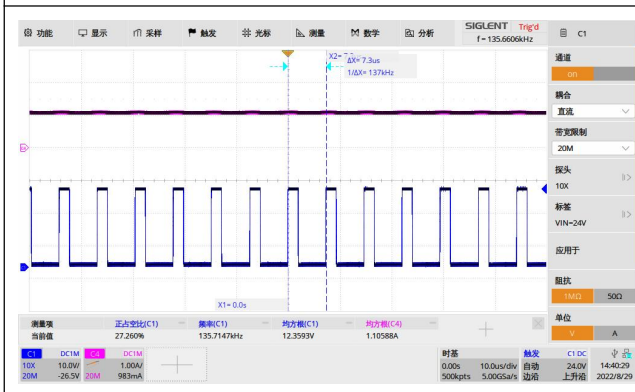 功能 显示 采样 触发 光标 测量 数学 分析 SIGLENT Trig'd
f = 135.6606kHz
C1
X2=
ΔX= 7.3us
1/ΔX= 137kHz
X1= 0.0s
通道
on
耦合
直流
带宽限制
20M
探头
10X
标签
VIN=24V
应用于
阻抗
1MΩ 50Ω
单位
V A
测量项 正占空比(C1) 频率(C1) 均方根(C1) 均方根(C4)
当前值 27.260% 135.7147kHz 12.3593V 1.10588A
C1 DC1M C4 DC1M 时基 触发 C1 DC
10X 10.0V/ 1.00A/ 0.00s 10.0us/div 自动 24.0V 14:40:29
20M -26.5V 20M 983mA 500kpts 5.00GSa/s 边沿 上升沿 2022/8/29